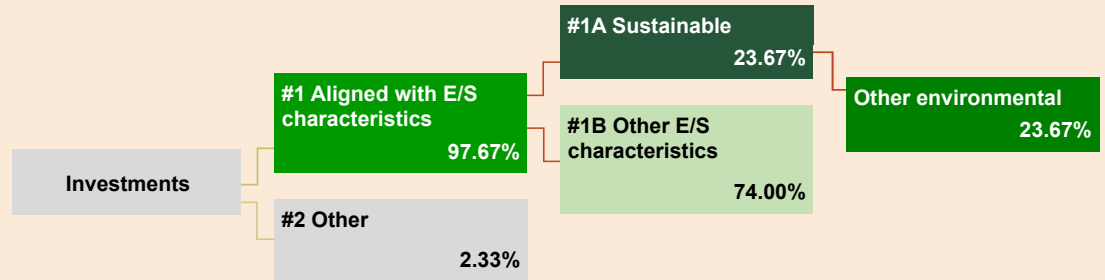 Investments
#1 Aligned with E/S
characteristics
97.67%
#2 Other
2.33%
#1A Sustainable
23.67%
#1B Other E/S
characteristics
74.00%
Other environmental
23.67%